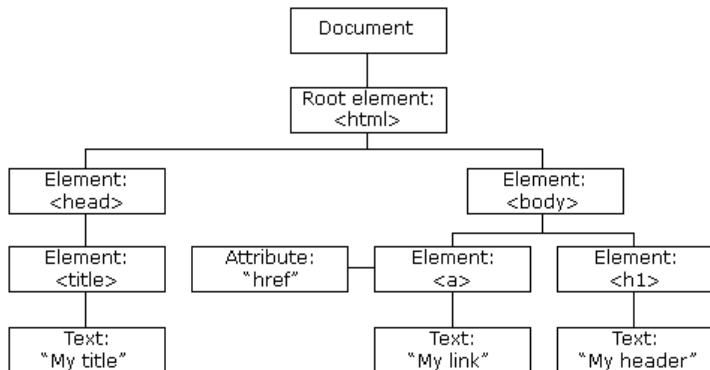 Document
Root element:
<html>
Element:
<head>
Element:
<body>
Element:
<title>
Attribute:
“href”
Element:
<a>
Element:
<h1>
Text:
“My title”
Text:
“My link”
Text:
“My header”